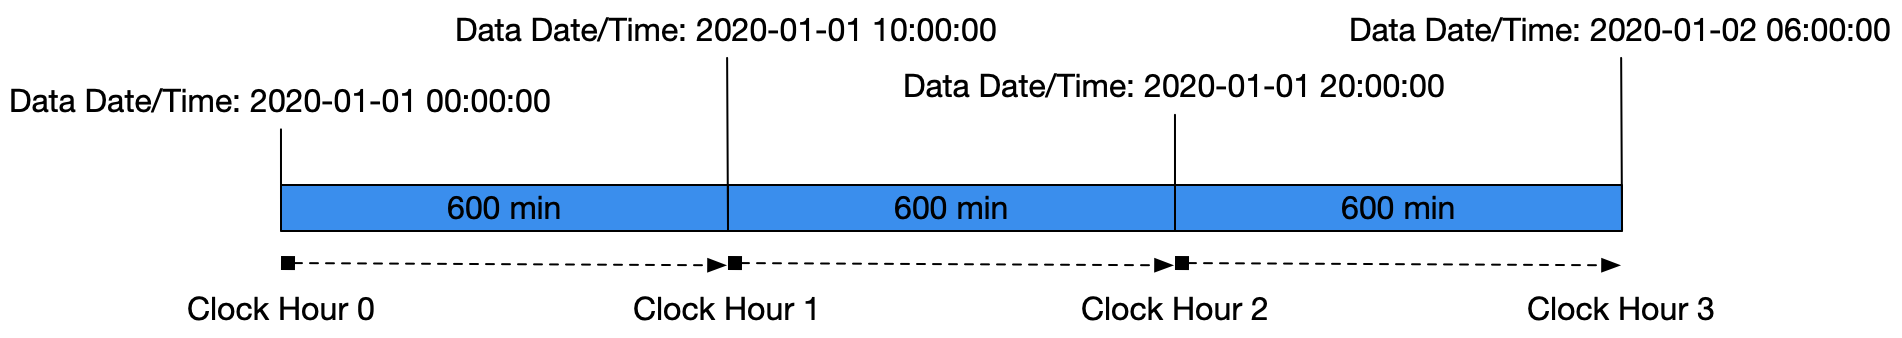 Data Date/Time: 2020-01-01 10:00:00
Data Date/Time: 2020-01-02 06:00:00
Data Date/Time: 2020-01-01 20:00:00
Data Date/Time: 2020-01-01 00:00:00
600 min
600 min
600 min
Clock Hour 0
Clock Hour 1
Clock Hour 2
Clock Hour 3